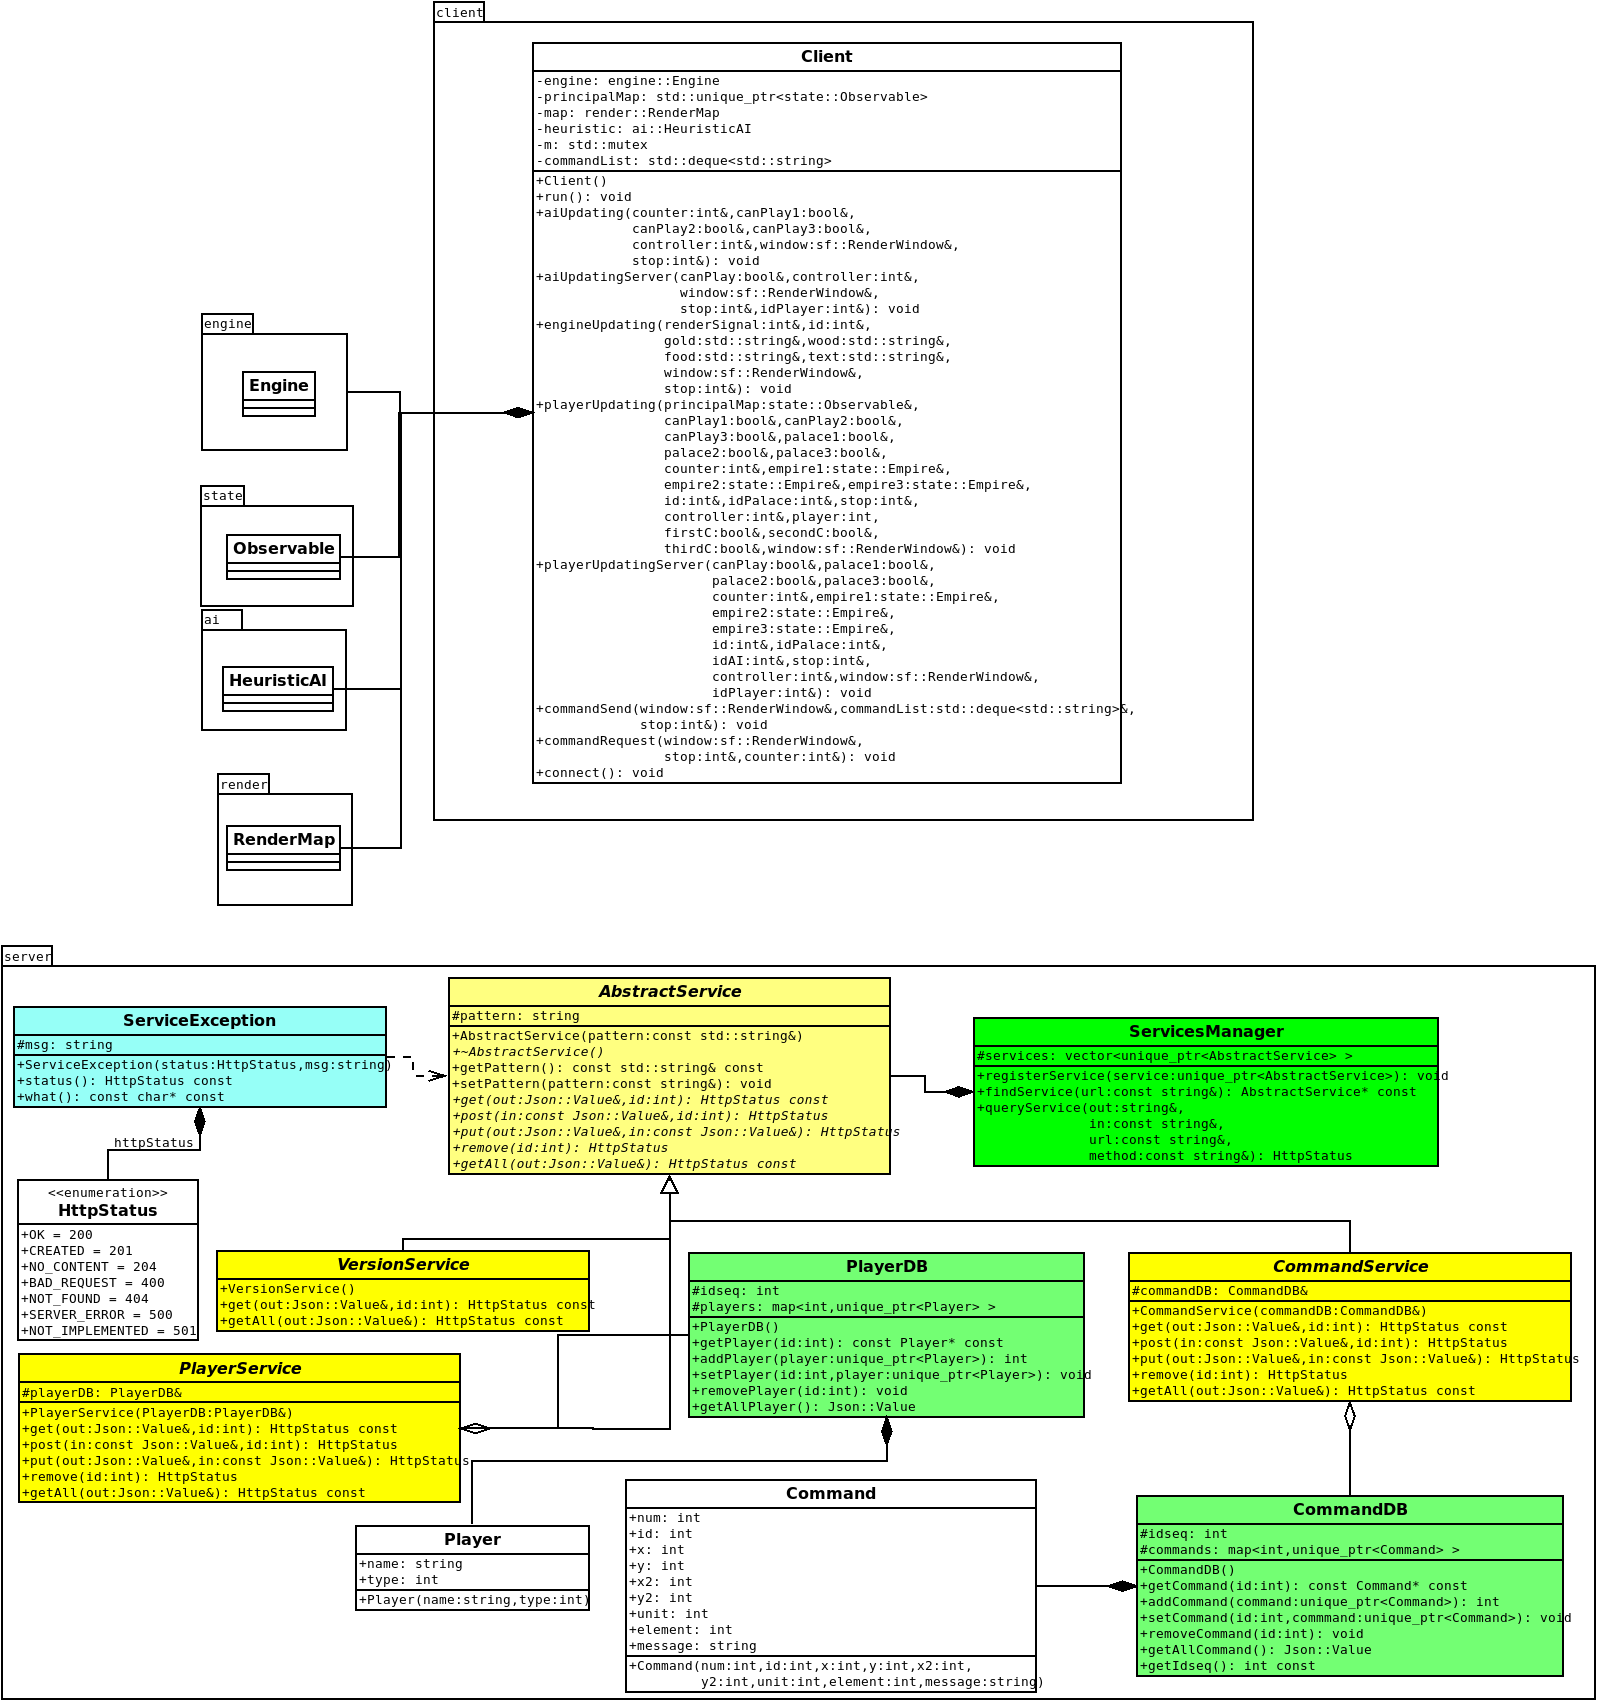 client
Client
-engine: engine::Engine
-principalMap: std::unique_ptr<state::Observable>
-map: render::RenderMap
-heuristic: ai::HeuristicAI
-m: std::mutex
-commandList: std::deque<std::string>
+Client()
+run(): void
+aiUpdating(counter:int&,canPlay1:bool&,
canPlay2:bool&,canPlay3:bool&,
controller:int&,window:sf::RenderWindow&,
stop:int&): void
+aiUpdatingServer(canPlay:bool&,controller:int&,
window:sf::RenderWindow&,
stop:int&,idPlayer:int&): void
+engineUpdating(renderSignal:int&,id:int&,
gold:std::string&,wood:std::string&,
food:std::string&,text:std::string&,
window:sf::RenderWindow&,
stop:int&): void
+playerUpdating(principalMap:state::Observable&,
canPlay1:bool&,canPlay2:bool&,
canPlay3:bool&,palace1:bool&,
palace2:bool&,palace3:bool&,
counter:int&,empire1:state::Empire&,
empire2:state::Empire&,empire3:state::Empire&,
id:int&,idPalace:int&,stop:int&,
controller:int&,player:int,
firstC:bool&,secondC:bool&,
thirdC:bool&,window:sf::RenderWindow&): void
+playerUpdatingServer(canPlay:bool&,palace1:bool&,
palace2:bool&,palace3:bool&,
counter:int&,empire1:state::Empire&,
empire2:state::Empire&,
empire3:state::Empire&,
id:int&,idPalace:int&,
idAI:int&,stop:int&,
controller:int&,window:sf::RenderWindow&,
idPlayer:int&): void
+commandSend(window:sf::RenderWindow&,commandList:std::deque<std::string>&,
stop:int&): void
+commandRequest(window:sf::RenderWindow&,
stop:int&,counter:int&): void
+connect(): void
engine
Engine
state
Observable
ai
HeuristicAI
render
RenderMap
server
ServiceException
#msg: string
+ServiceException(status:HttpStatus,msg:string)
+status(): HttpStatus const
+what(): const char* const
httpStatus
<<enumeration>>
HttpStatus
+OK = 200
+CREATED = 201
+NO_CONTENT = 204
+BAD_REQUEST = 400
+NOT_FOUND = 404
+SERVER_ERROR = 500
+NOT_IMPLEMENTED = 501
AbstractService
#pattern: string
+AbstractService(pattern:const std::string&)
+~AbstractService()
+getPattern(): const std::string& const
+setPattern(pattern:const string&): void
+get(out:Json::Value&,id:int): HttpStatus const
+post(in:const Json::Value&,id:int): HttpStatus
+put(out:Json::Value&,in:const Json::Value&): HttpStatus
+remove(id:int): HttpStatus
+getAll(out:Json::Value&): HttpStatus const
ServicesManager
#services: vector<unique_ptr<AbstractService> >
+registerService(service:unique_ptr<AbstractService>): void
+findService(url:const string&): AbstractService* const
+queryService(out:string&,
in:const string&,
url:const string&,
method:const string&): HttpStatus
VersionService
+VersionService()
+get(out:Json::Value&,id:int): HttpStatus const
+getAll(out:Json::Value&): HttpStatus const
PlayerDB
#idseq: int
#players: map<int,unique_ptr<Player> >
+PlayerDB()
+getPlayer(id:int): const Player* const
+addPlayer(player:unique_ptr<Player>): int
+setPlayer(id:int,player:unique_ptr<Player>): void
+removePlayer(id:int): void
+getAllPlayer(): Json::Value
CommandService
#commandDB: CommandDB&
+CommandService(commandDB:CommandDB&)
+get(out:Json::Value&,id:int): HttpStatus const
+post(in:const Json::Value&,id:int): HttpStatus
+put(out:Json::Value&,in:const Json::Value&): HttpStatus
+remove(id:int): HttpStatus
+getAll(out:Json::Value&): HttpStatus const
PlayerService
#playerDB: PlayerDB&
+PlayerService(PlayerDB:PlayerDB&)
+get(out:Json::Value&,id:int): HttpStatus const
+post(in:const Json::Value&,id:int): HttpStatus
+put(out:Json::Value&,in:const Json::Value&): HttpStatus
+remove(id:int): HttpStatus
+getAll(out:Json::Value&): HttpStatus const
Player
+name: string
+type: int
+Player(name:string,type:int)
Command
+num: int
+id: int
+x: int
+y: int
+x2: int
+y2: int
+unit: int
+element: int
+message: string
+Command(num:int,id:int,x:int,y:int,x2:int,
y2:int,unit:int,element:int,message:string)
CommandDB
#idseq: int
#commands: map<int,unique_ptr<Command> >
+CommandDB()
+getCommand(id:int): const Command* const
+addCommand(command:unique_ptr<Command>): int
+setCommand(id:int,commmand:unique_ptr<Command>): void
+removeCommand(id:int): void
+getAllCommand(): Json::Value
+getIdseq(): int const